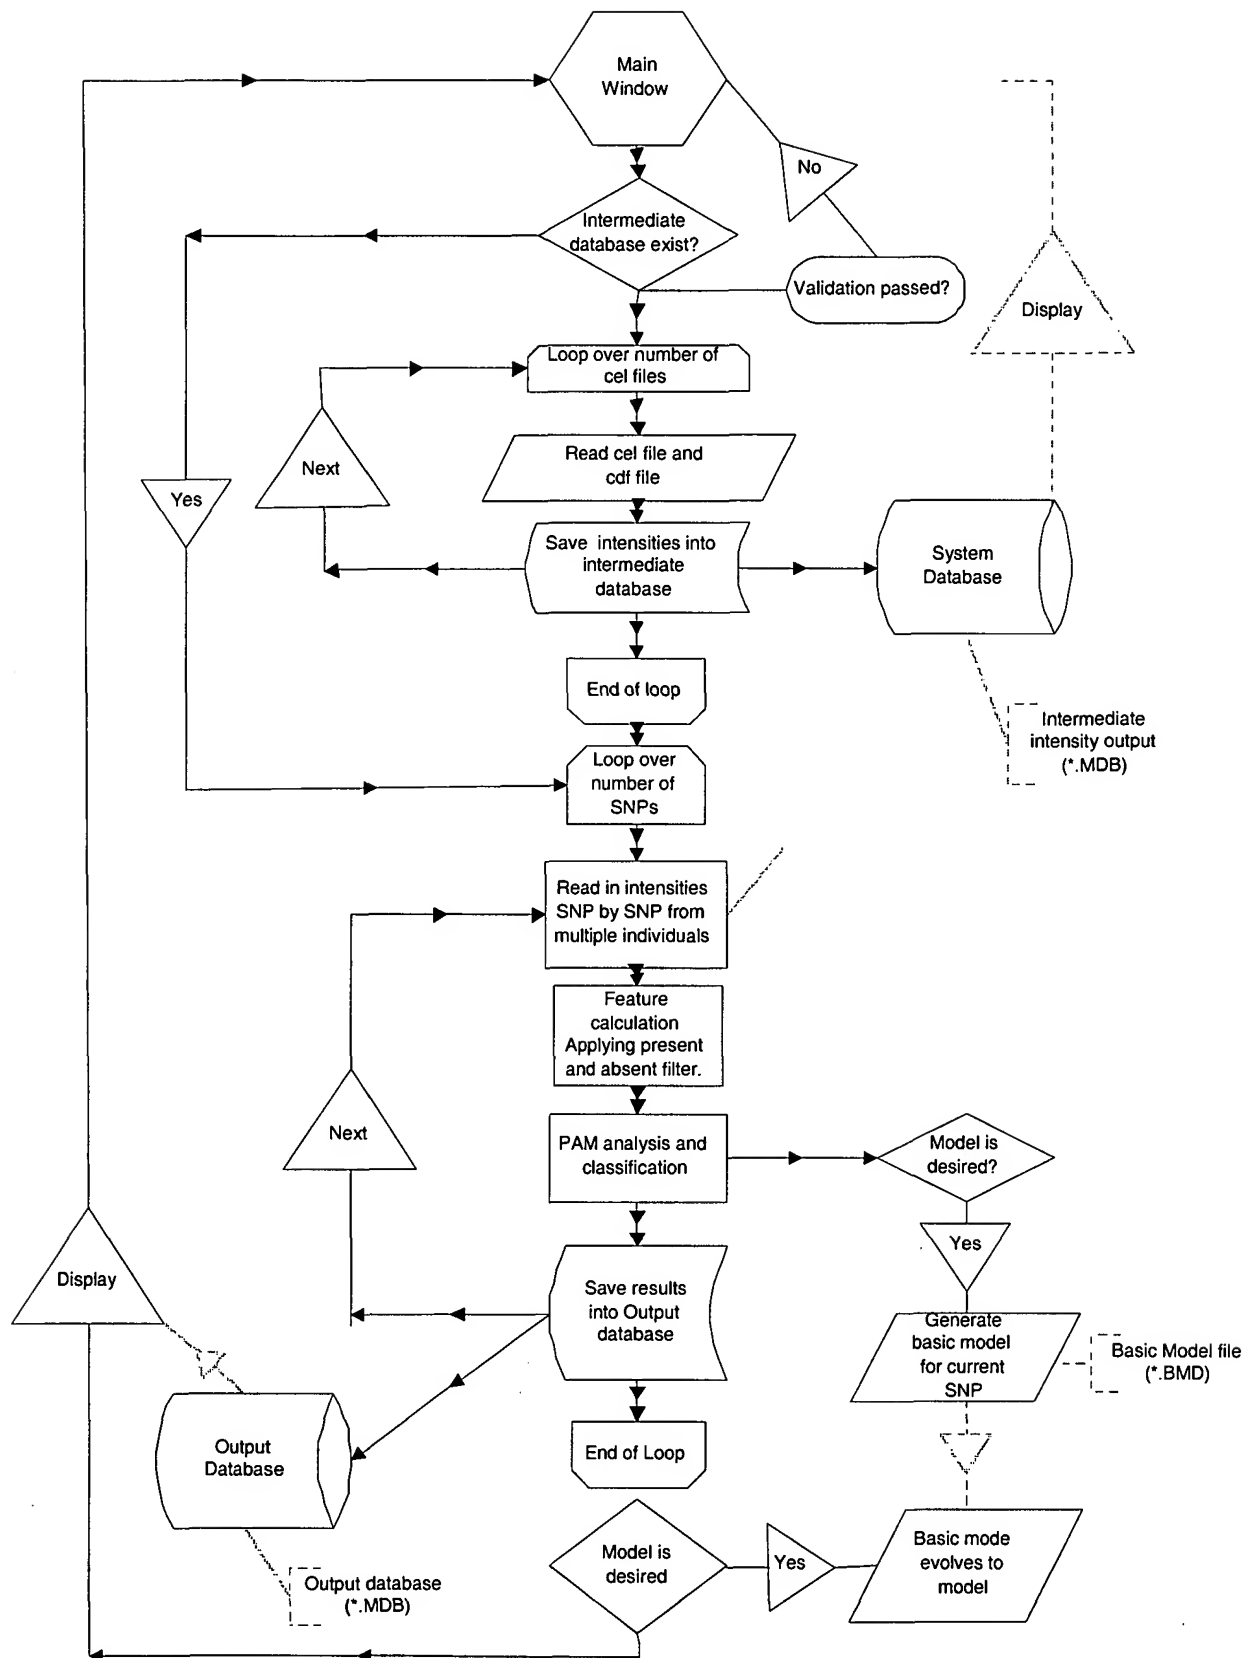 Main
Window
No
Intermediate
database exist?
Validation passed?
Display
Loop over number of
cel files
Next
Read cel file and
cdf file
Yes
Save intensities into
intermediate
database
System
Database
End of loop
Intermediate
intensity output
(*.MDB)
Loop over
number of
SNPs
Read in intensities
SNP by SNP from
multiple individuals
Feature
calculation
Applying present
and absent filter.
Next
PAM analysis and
classification
Model is
desired?
Yes
Display
Save results
into Output
database
Generate
basic model
for current
SNP
Basic Model file
(*.BMD)
Output
Database
End of Loop
Model is
desired
Yes
Basic mode
evolves to
model
Output database
(*.MDB)